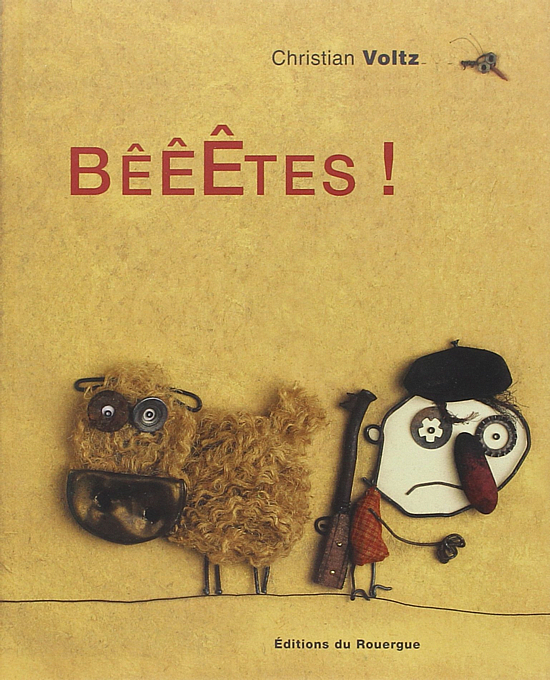 Christian Voltz
BÊÊÊTES !
Éditions du Rouergue